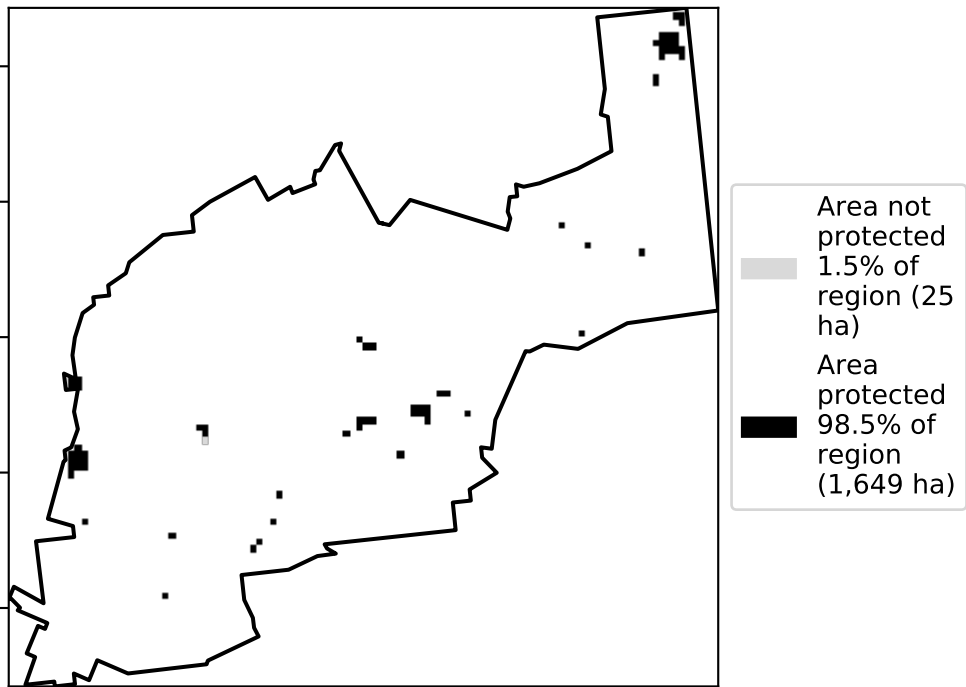 Area not
protected
1.5% of
region (25
ha)
Area
protected
98.5% of
region
(1,649 ha)